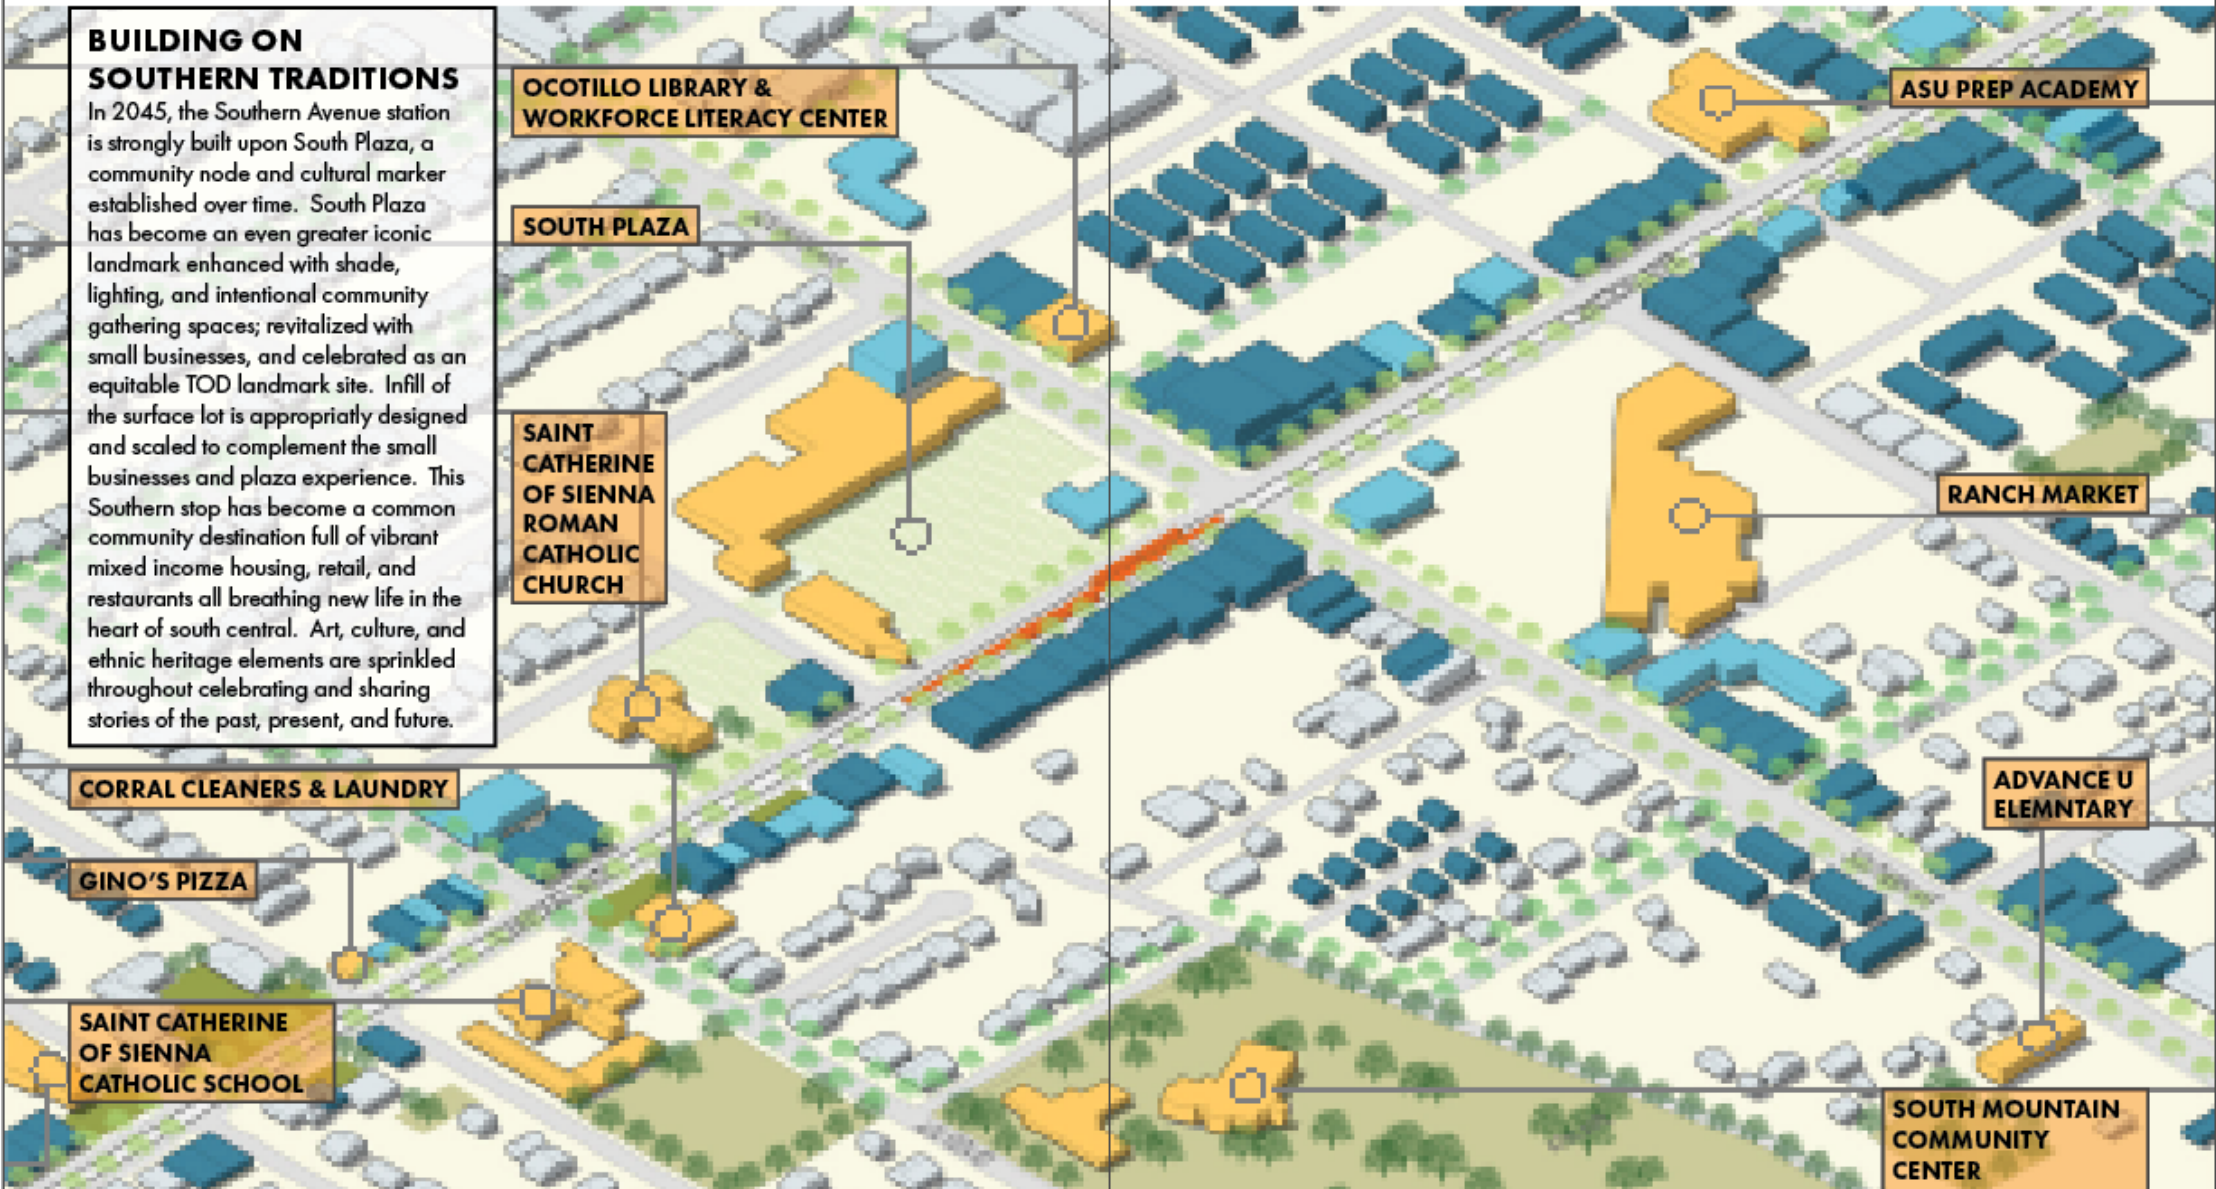 BUILDING ON
SOUTHERN TRADITIONS
In 2045, the Southern Avenue station
is strongly built upon South Plaza, a
community node and cultural marker
established over time.  South Plaza
has become an even greater iconic
landmark enhanced with shade,
lighting, and intentional community
gathering spaces; revitalized with
small businesses, and celebrated as an
equitable TOD landmark site.  Infill of
the surface lot is appropriatly designed
and scaled to complement the small
businesses and plaza experience.  This
Southern stop has become a common
community destination full of vibrant
mixed income housing, retail, and
restaurants all breathing new life in the
heart of south central.  Art, culture, and
ethnic heritage elements are sprinkled
throughout celebrating and sharing
stories of the past, present, and future.
OCOTILLO LIBRARY &
WORKFORCE LITERACY CENTER
SOUTH PLAZA
SAINT
CATHERINE
OF SIENNA
ROMAN
CATHOLIC
CHURCH
CORRAL CLEANERS & LAUNDRY
GINO'S PIZZA
SAINT CATHERINE
OF SIENNA
CATHOLIC SCHOOL
ASU PREP ACADEMY
RANCH MARKET
ADVANCE U
ELEMNTARY
SOUTH MOUNTAIN
COMMUNITY
CENTER